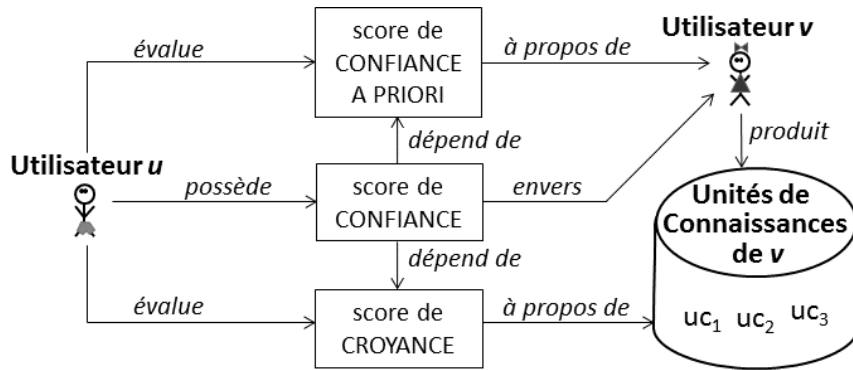 score de
CONFIANCE
A PRIORI
évalue
à propos de
Utilisateur v
dépend de
produit
Utilisateur u
possède
score de
CONFIANCE
envers
Unités de
Connaissances
de v
dépend de
évalue
score de
CROYANCE
à propos de
uc₁ uc₂ uc₃